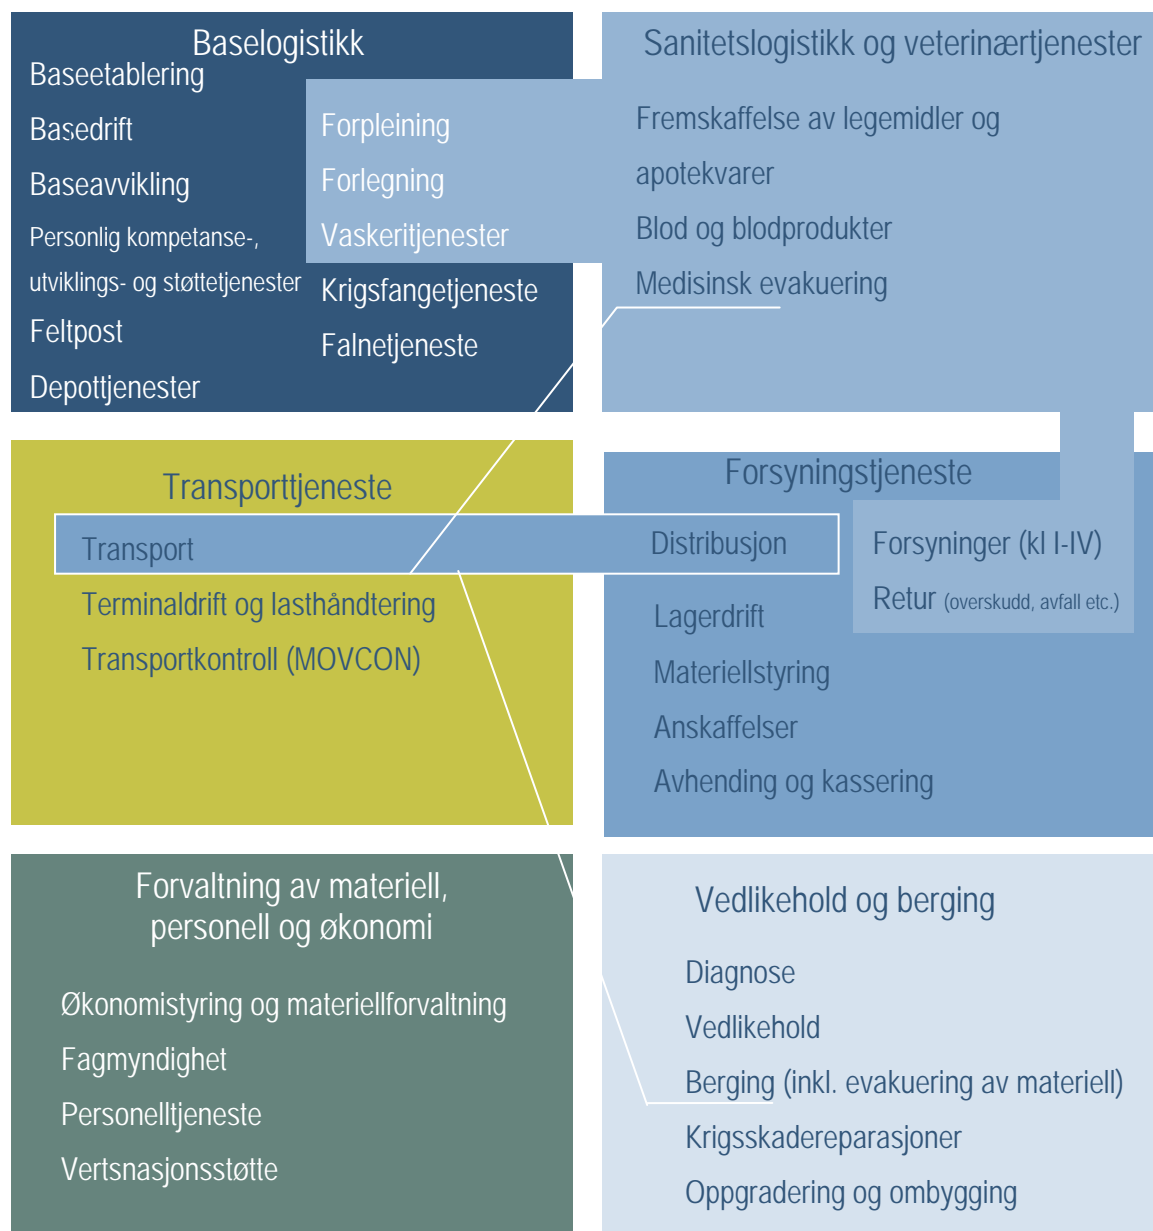 Baselogistikk
Baseetablering
Basedrift
Baseavvikling
Personlig kompetanse-,
utviklings- og støttetjenester
Feltpost
Depottjenester
Forpleining
Forlegning
Vaskeritjenester
Krigsfangetjeneste
Falnetjeneste
Sanitetslogistikk og veterinærtjenester
Fremskaffelse av legemidler og
apotekvarer
Blod og blodprodukter
Medisinsk evakuering
Transporttjeneste
Transport
Terminaldrift og lasthåndtering
Transportkontroll (MOVCON)
Forsyningstjeneste
Distribusjon
Lagerdrift
Materiellstyring
Anskaffelser
Avhending og kassering
Forsyninger (kl I-IV)
Retur (overskudd, avfall etc.)
Forvaltning av materiell,
personell og økonomi
Økonomistyring og materiellforvaltning
Fagmyndighet
Personelltjeneste
Vertsnasjonsstøtte
Vedlikehold og berging
Diagnose
Vedlikehold
Berging (inkl. evakuering av materiell)
Krigsskadereparasjoner
Oppgradering og ombygging